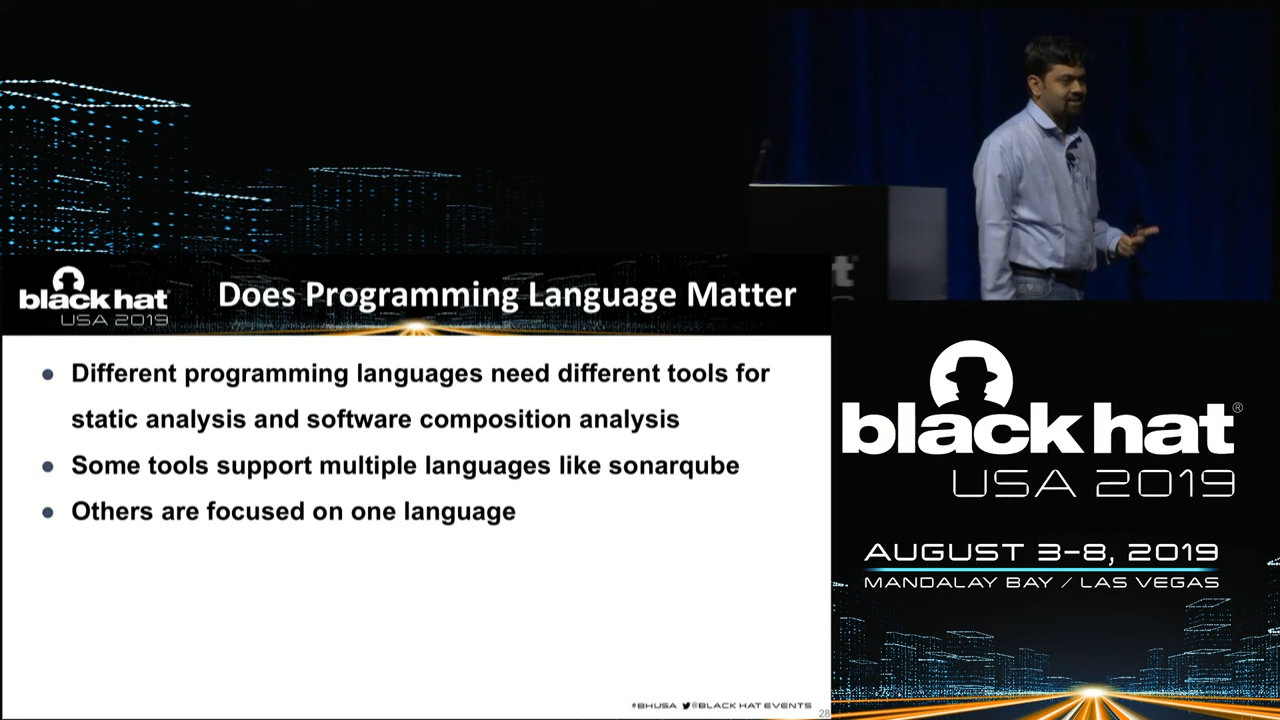 black hat
USA 2019
Does Programming Language Matter
Different programming languages need different tools for
static analysis and software composition analysis
Some tools support multiple languages like sonarqube
Others are focused on one language
#BHUSA @BLACK HAT EVENTS
28
t
black hat®
USA 2019
AUGUST 3–8, 2019
MANDALAY BAY / LAS VEGAS